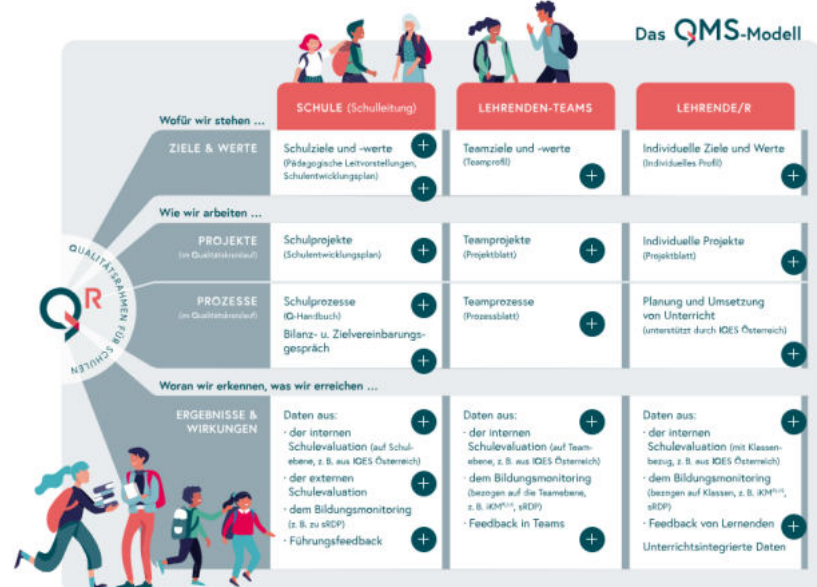 Das QMS-Modell
SCHULE (Schulleitung)
LEHRENDEN-TEAMS
LEHRENDE/R
Wofür wir stehen ...
ZIELE & WERTE
Schulziele und -werte
(Pädagogische Leitvorstellungen,
Schulentwicklungsplan)
Teamziele und -werte
(Teamprofil)
Individuelle Ziele und Werte
(Individuelles Profil)
Wie wir arbeiten ...
PROJEKTE
(im Qualitätskreislauf)
Schulprojekte
(Schulentwicklungsplan)
Teamprojekte
(Projektblatt)
Individuelle Projekte
(Projektblatt)
QUALITÄTSRAHMEN FÜR SCHULEN
QR
PROZESSE
(im Qualitätskreislauf)
Schulprozesse
(Q-Handbuch)
Bilanz- u. Zielvereinbarungs-
gespräch
Teamprozesse
(Prozessblatt)
Planung und Umsetzung
von Unterricht
(unterstützt durch IQES Österreich)
Woran wir erkennen, was wir erreichen ...
ERGEBNISSE &
WIRKUNGEN
Daten aus:
· der internen
Schulevaluation (auf Schul-
ebene, z. B. aus IQES Österreich)
· der externen
Schulevaluation
· dem Bildungsmonitoring
(z. B. zu sRDP)
· Führungsfeedback
Daten aus:
· der internen
Schulevaluation (auf Team-
ebene, z. B. aus IQES Österreich)
· dem Bildungsmonitoring
(bezogen auf die Teamebene,
z. B. iKM, sRDP)
· Feedback in Teams
Daten aus:
· der internen
Schulevaluation (mit Klassen-
bezug, z. B. aus IQES Österreich)
· dem Bildungsmonitoring
(bezogen auf Klassen, z. B. iKM,
sRDP)
· Feedback von Lernenden
Unterrichtsintegrierte Daten